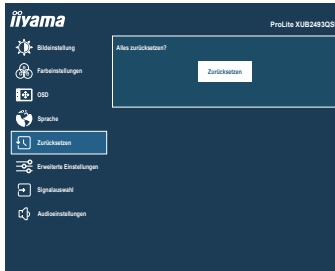 iiyama
ProLite XUB2493QS
Bildeinstellung
Alles zurücksetzen?
Farbeinstellungen
Zurücksetzen
OSD
Sprache
Zurücksetzen
Erweiterte Einstellungen
Signalauswahl
Audioeinstellungen